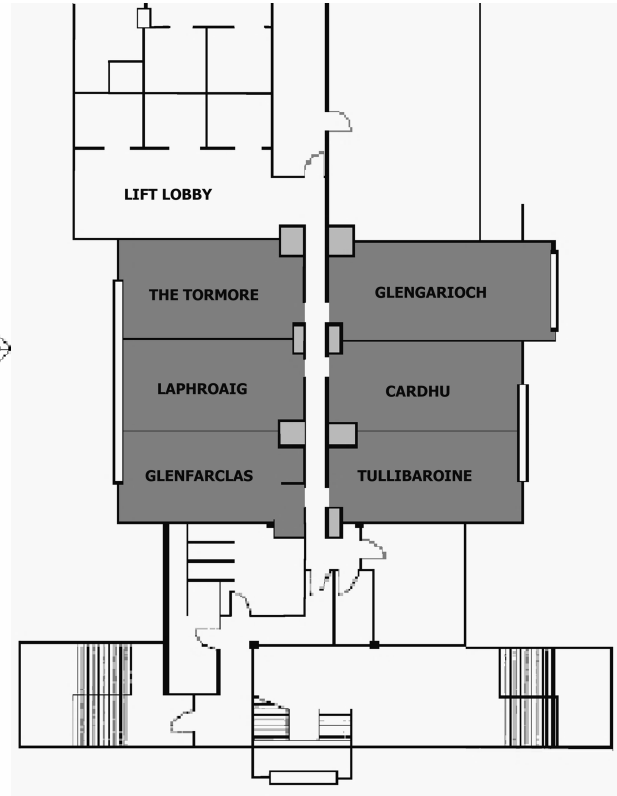 LIFT LOBBY
THE TORMORE
GLENGARIOCH
LAPHROAIG
CARDHU
GLENFARCLAS
TULLIBAROINE